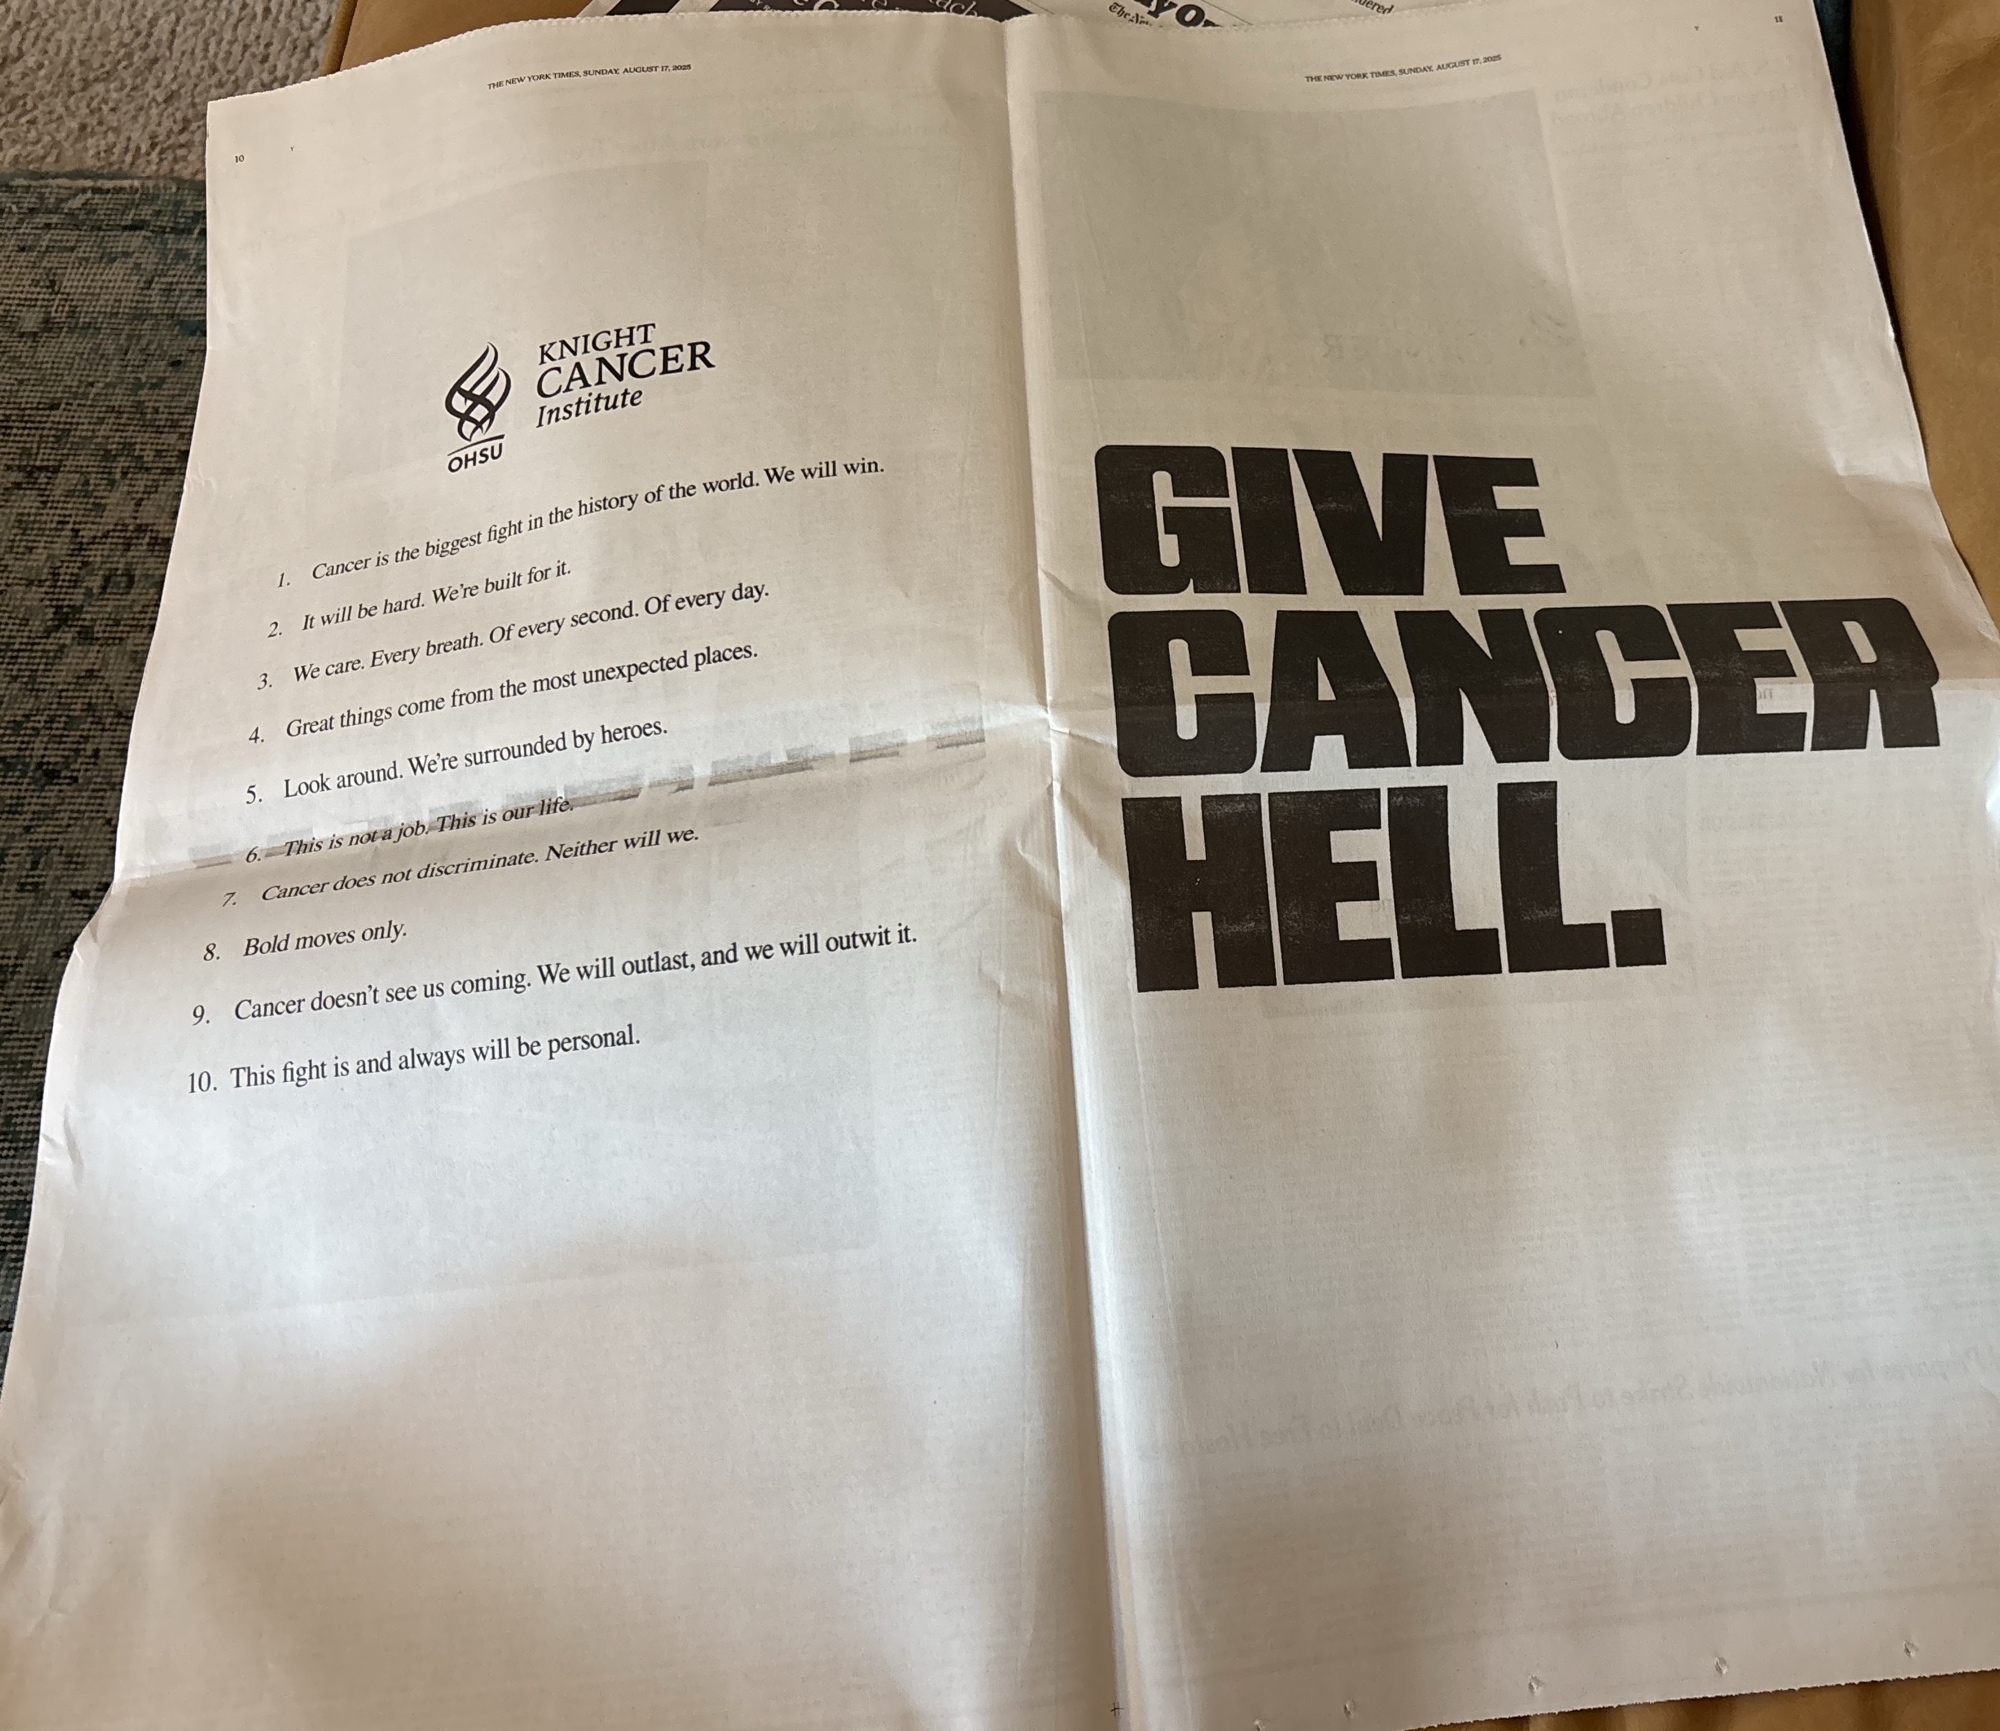 THE NEW YORK TIMES, SUNDAY, AUGUST 17, 2025
10
KNIGHT
CANCER
Institute
OHSU
1. Cancer is the biggest fight in the history of the world. We will win.
2. It will be hard. We're built for it.
3. We care. Every breath. Of every second. Of every day.
4. Great things come from the most unexpected places.
5. Look around. We're surrounded by heroes.
6. This is not a job. This is our life.
7. Cancer does not discriminate. Neither will we.
8. Bold moves only.
9. Cancer doesn't see us coming. We will outlast, and we will outwit it.
10. This fight is and always will be personal.
THE NEW YORK TIMES, SUNDAY, AUGUST 17, 2025
11
GIVE
CANCER
HELL.